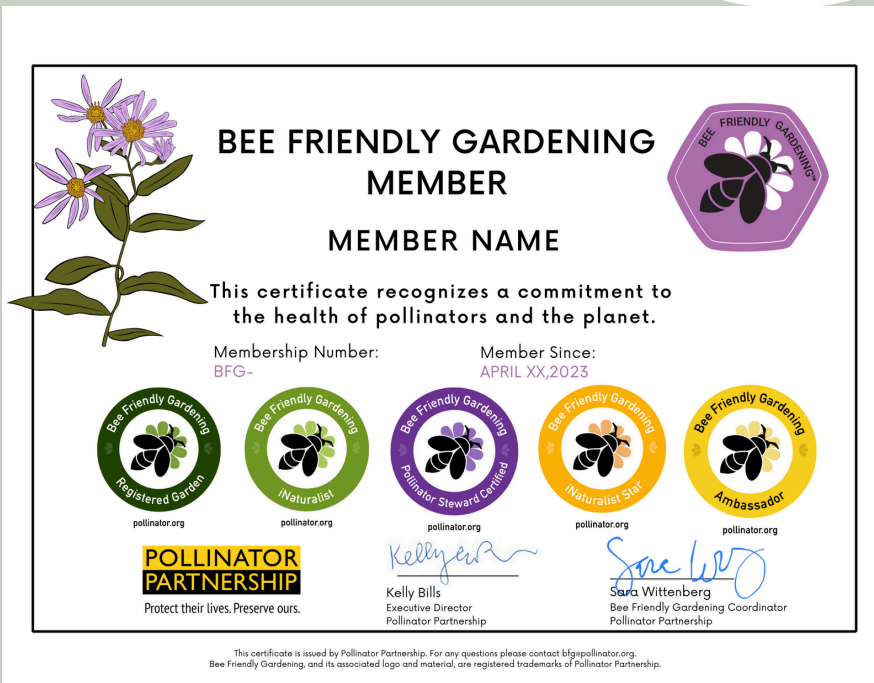 BEE FRIENDLY GARDENING
MEMBER
BEE FRIENDLY GARDENING™
MEMBER NAME
This certificate recognizes a commitment to
the health of pollinators and the planet.
Membership Number:
BFG-
Member Since:
APRIL XX,2023
Bee Friendly Gardening
Registered Garden
pollinator.org
Bee Friendly Gardening
iNaturalist
pollinator.org
Bee Friendly Gardening
Pollinator Steward Certified
pollinator.org
Bee Friendly Gardening
iNaturalist Star
pollinator.org
Bee Friendly Gardening
Ambassador
pollinator.org
POLLINATOR
PARTNERSHIP
Protect their lives. Preserve ours.
Kelly Bills
Executive Director
Pollinator Partnership
Sara Wittenberg
Bee Friendly Gardening Coordinator
Pollinator Partnership
This certificate is issued by Pollinator Partnership. For any questions please contact bfg@pollinator.org.
Bee Friendly Gardening, and its associated logo and material, are registered trademarks of Pollinator Partnership.